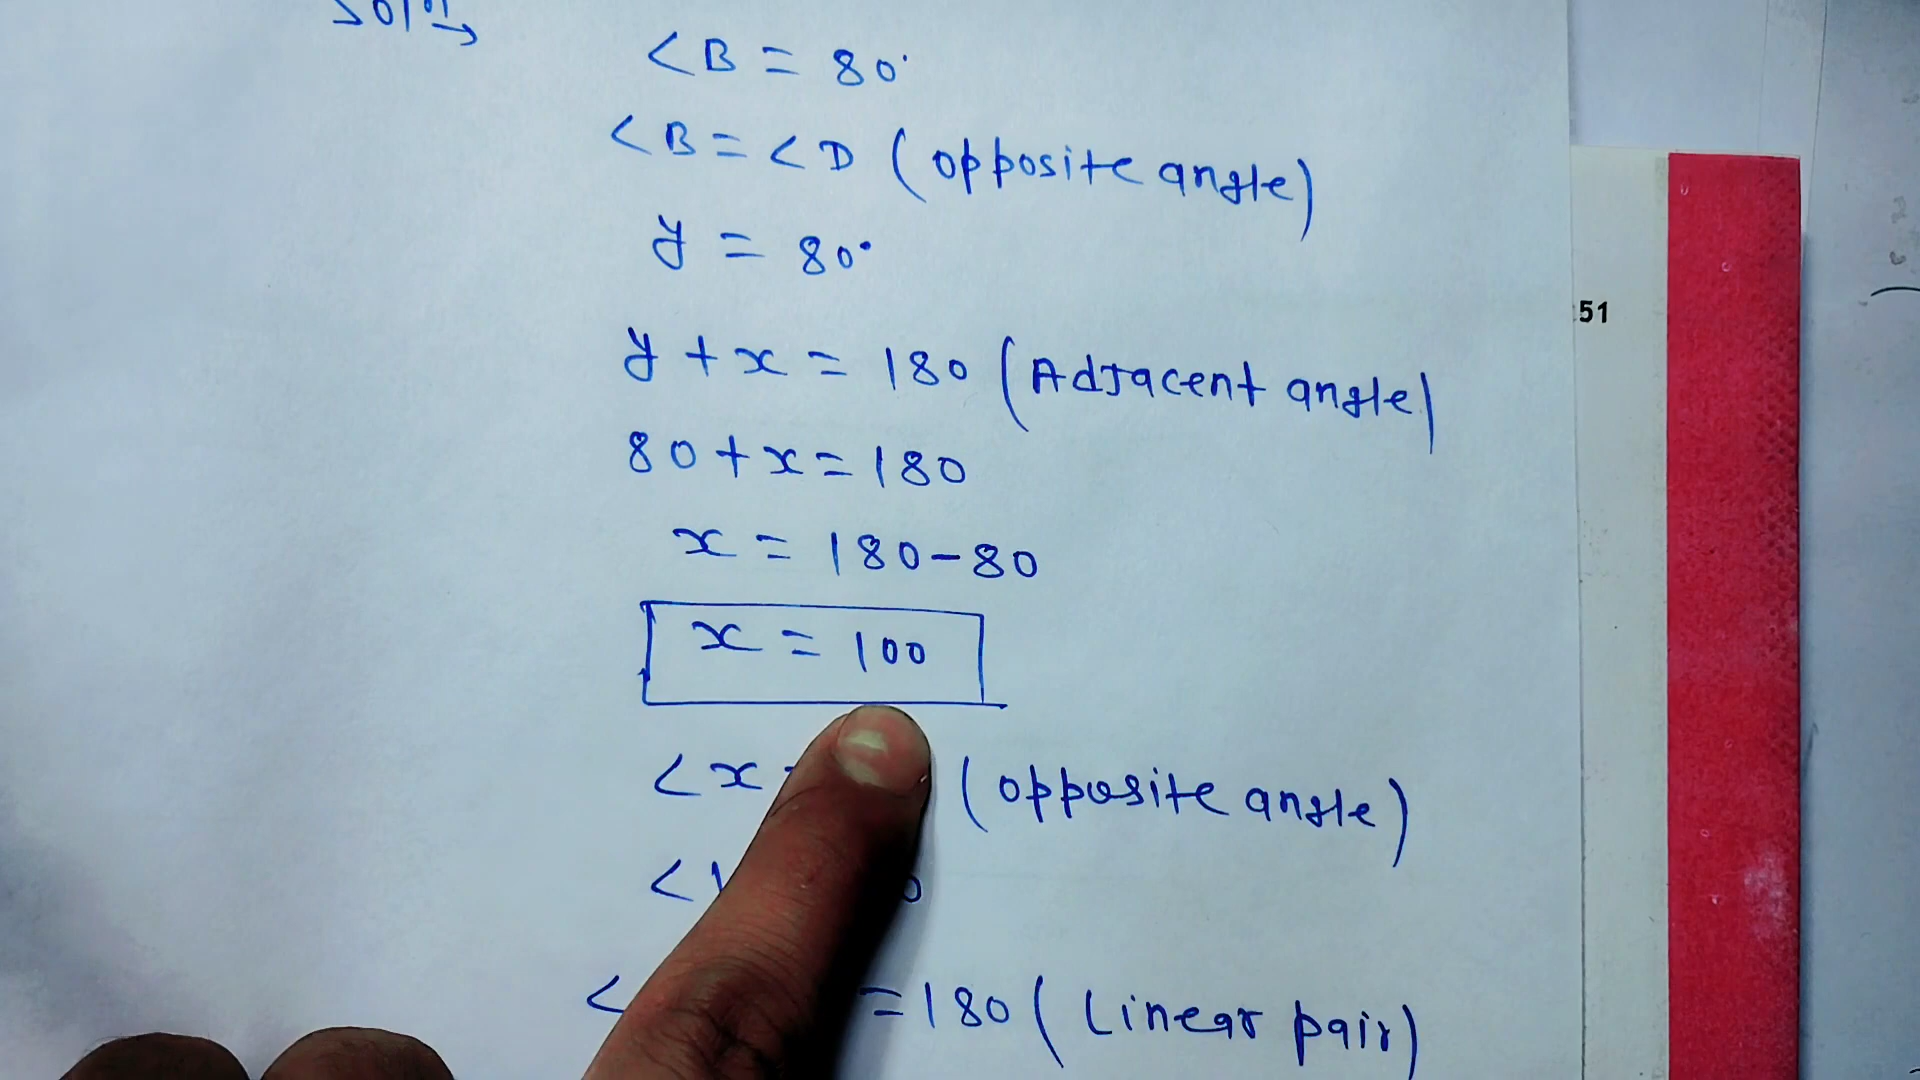 Soln→
<B = 80°
<B = <D (opposite angle)
y = 80°
y + x = 180 (Adjacent angle)
80 + x = 180
x = 180 - 80
x = 100
<x (opposite angle)
<
< = 180 (Linear pair)
51